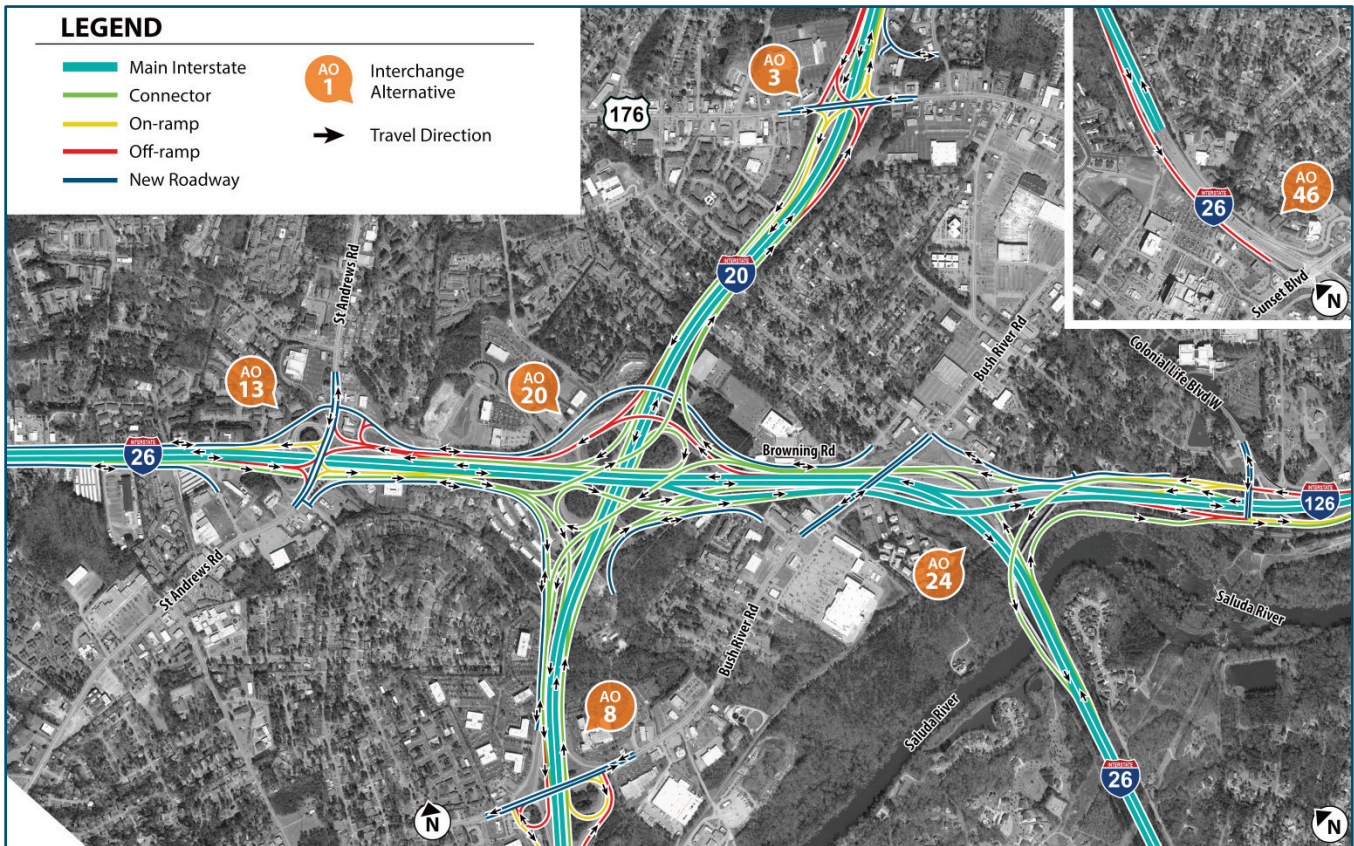 LEGEND
Main Interstate
Connector
On-ramp
Off-ramp
New Roadway
AO
1
Interchange
Alternative
Travel Direction
AO
3
176
INTERSTATE
26
AO
46
Sunset Blvd
N
INTERSTATE
20
St Andrews Rd
Bush River Rd
Colonial Life Blvd W
AO
13
AO
20
INTERSTATE
26
Browning Rd
INTERSTATE
126
St Andrews Rd
AO
24
Saluda River
Bush River Rd
AO
8
Saluda River
INTERSTATE
26
N
N